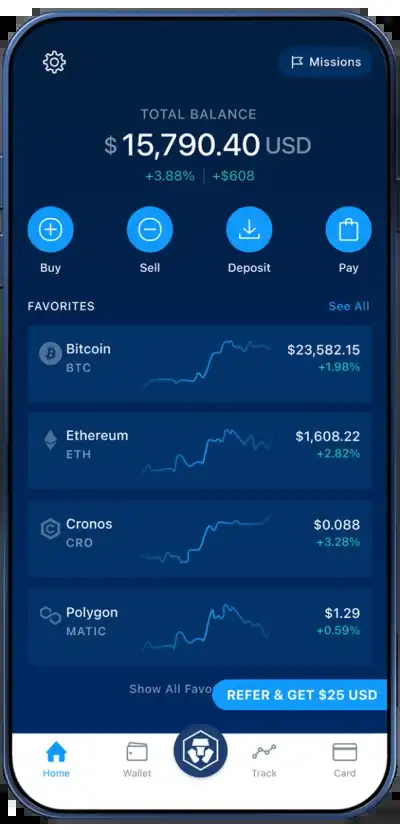 Missions
TOTAL BALANCE
$15,790.40 USD
+3.88% | +$608
Buy Sell Deposit Pay
FAVORITES See All
Bitcoin $23,582.15
BTC +1.98%
Ethereum $1,608.22
ETH +2.82%
Cronos $0.088
CRO +3.28%
Polygon $1.29
MATIC +0.59%
Show All Favo
REFER & GET $25 USD
Home Wallet Track Card